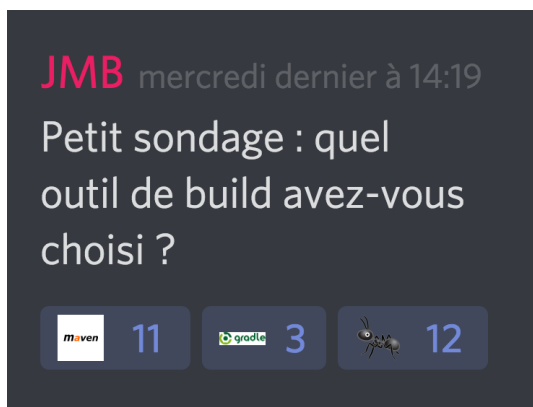 JMB mercredi dernier à 14:19
Petit sondage : quel
outil de build avez-vous
choisi ?
maven 11 gradle 3 12